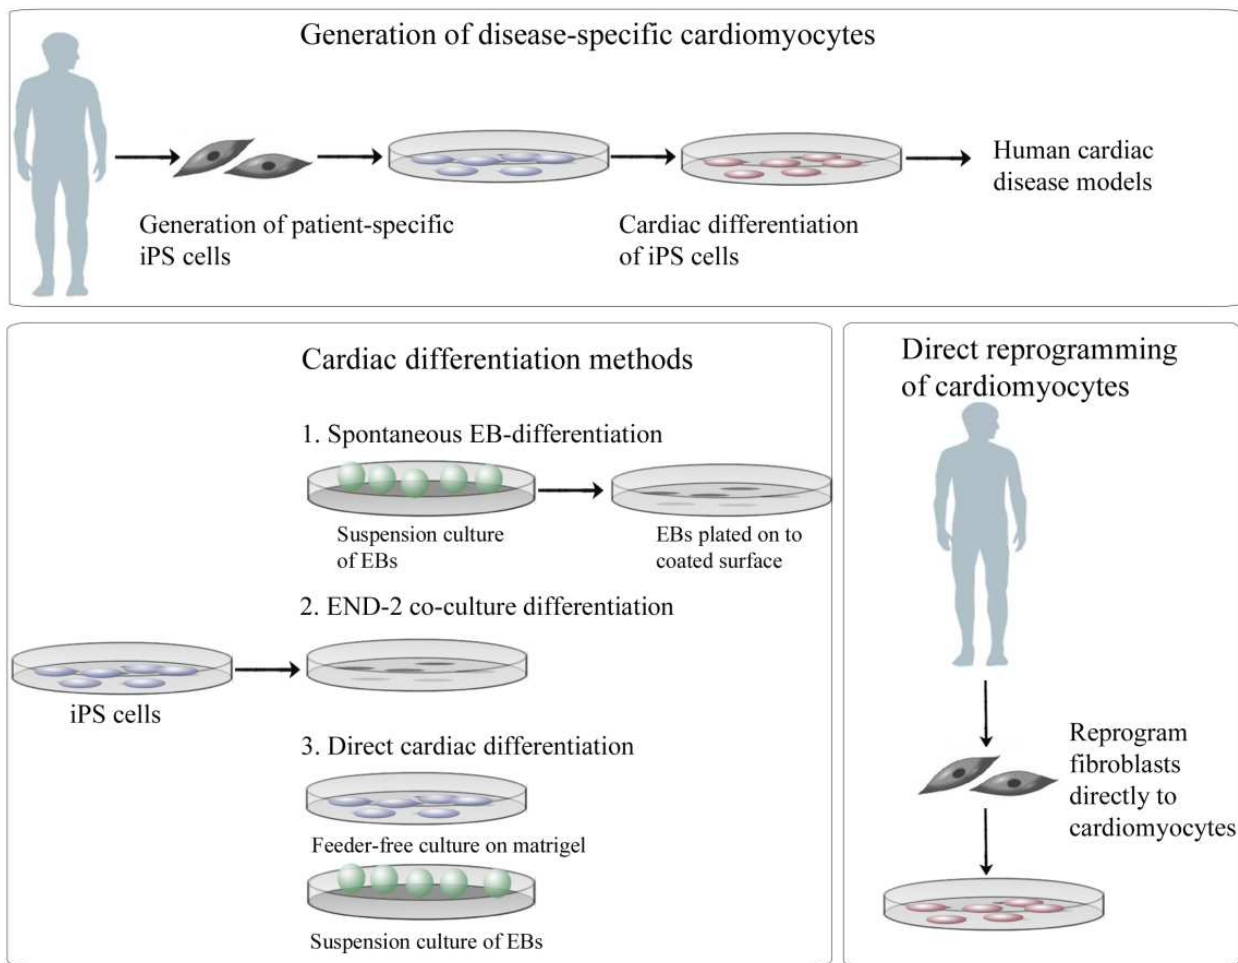 Generation of disease-specific cardiomyocytes
Generation of patient-specific
iPS cells
Cardiac differentiation
of iPS cells
Human cardiac
disease models
Cardiac differentiation methods
1. Spontaneous EB-differentiation
Suspension culture
of EBs
EBs plated on to
coated surface
2. END-2 co-culture differentiation
iPS cells
3. Direct cardiac differentiation
Feeder-free culture on matrigel
Suspension culture of EBs
Direct reprogramming
of cardiomyocytes
Reprogram
fibroblasts
directly to
cardiomyocytes